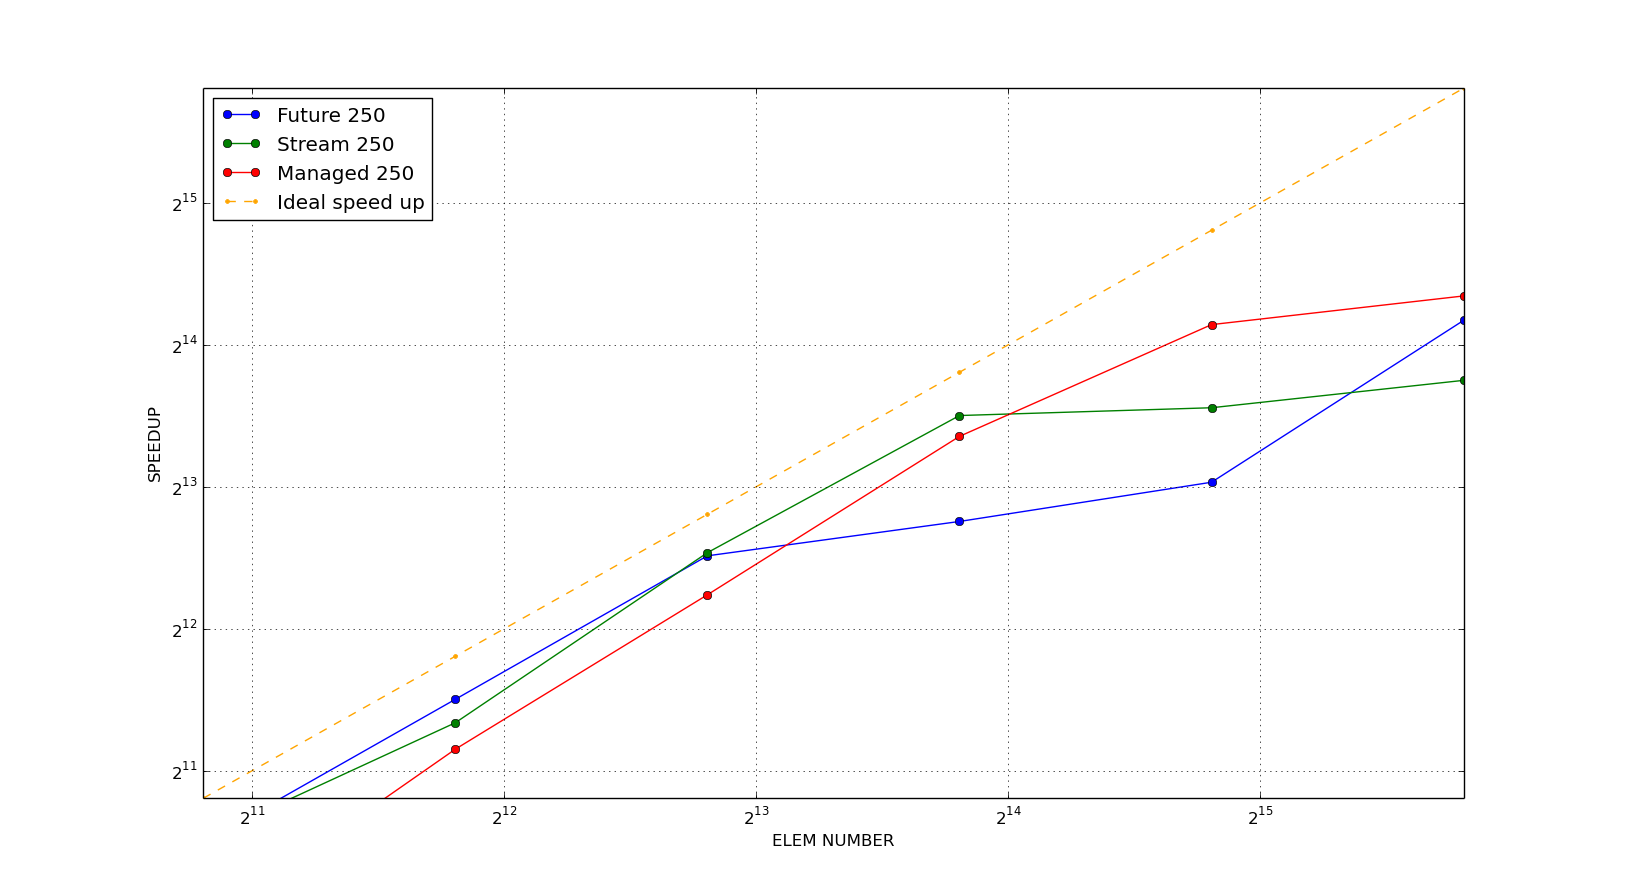 Future 250
Stream 250
Managed 250
Ideal speed up
2^15
2^14
2^13
2^12
2^11
SPEEDUP
2^11 2^12 2^13 2^14 2^15
ELEM NUMBER